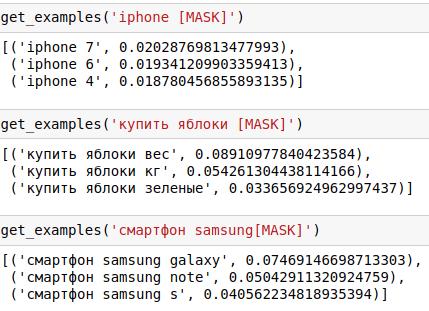 get_examples('iphone [MASK]')
[('iphone 7', 0.02028769813477993),
 ('iphone 6', 0.019341209903359413),
 ('iphone 4', 0.018780456855893135)]
get_examples('купить яблоки [MASK]')
[('купить яблоки вес', 0.08910977840423584),
 ('купить яблоки кг', 0.054261304438114166),
 ('купить яблоки зеленые', 0.033656924962997437)]
get_examples('смартфон samsung[MASK]')
[('смартфон samsung galaxy', 0.07469146698713303),
 ('смартфон samsung note', 0.05042911320924759),
 ('смартфон samsung s', 0.040562234818935394)]